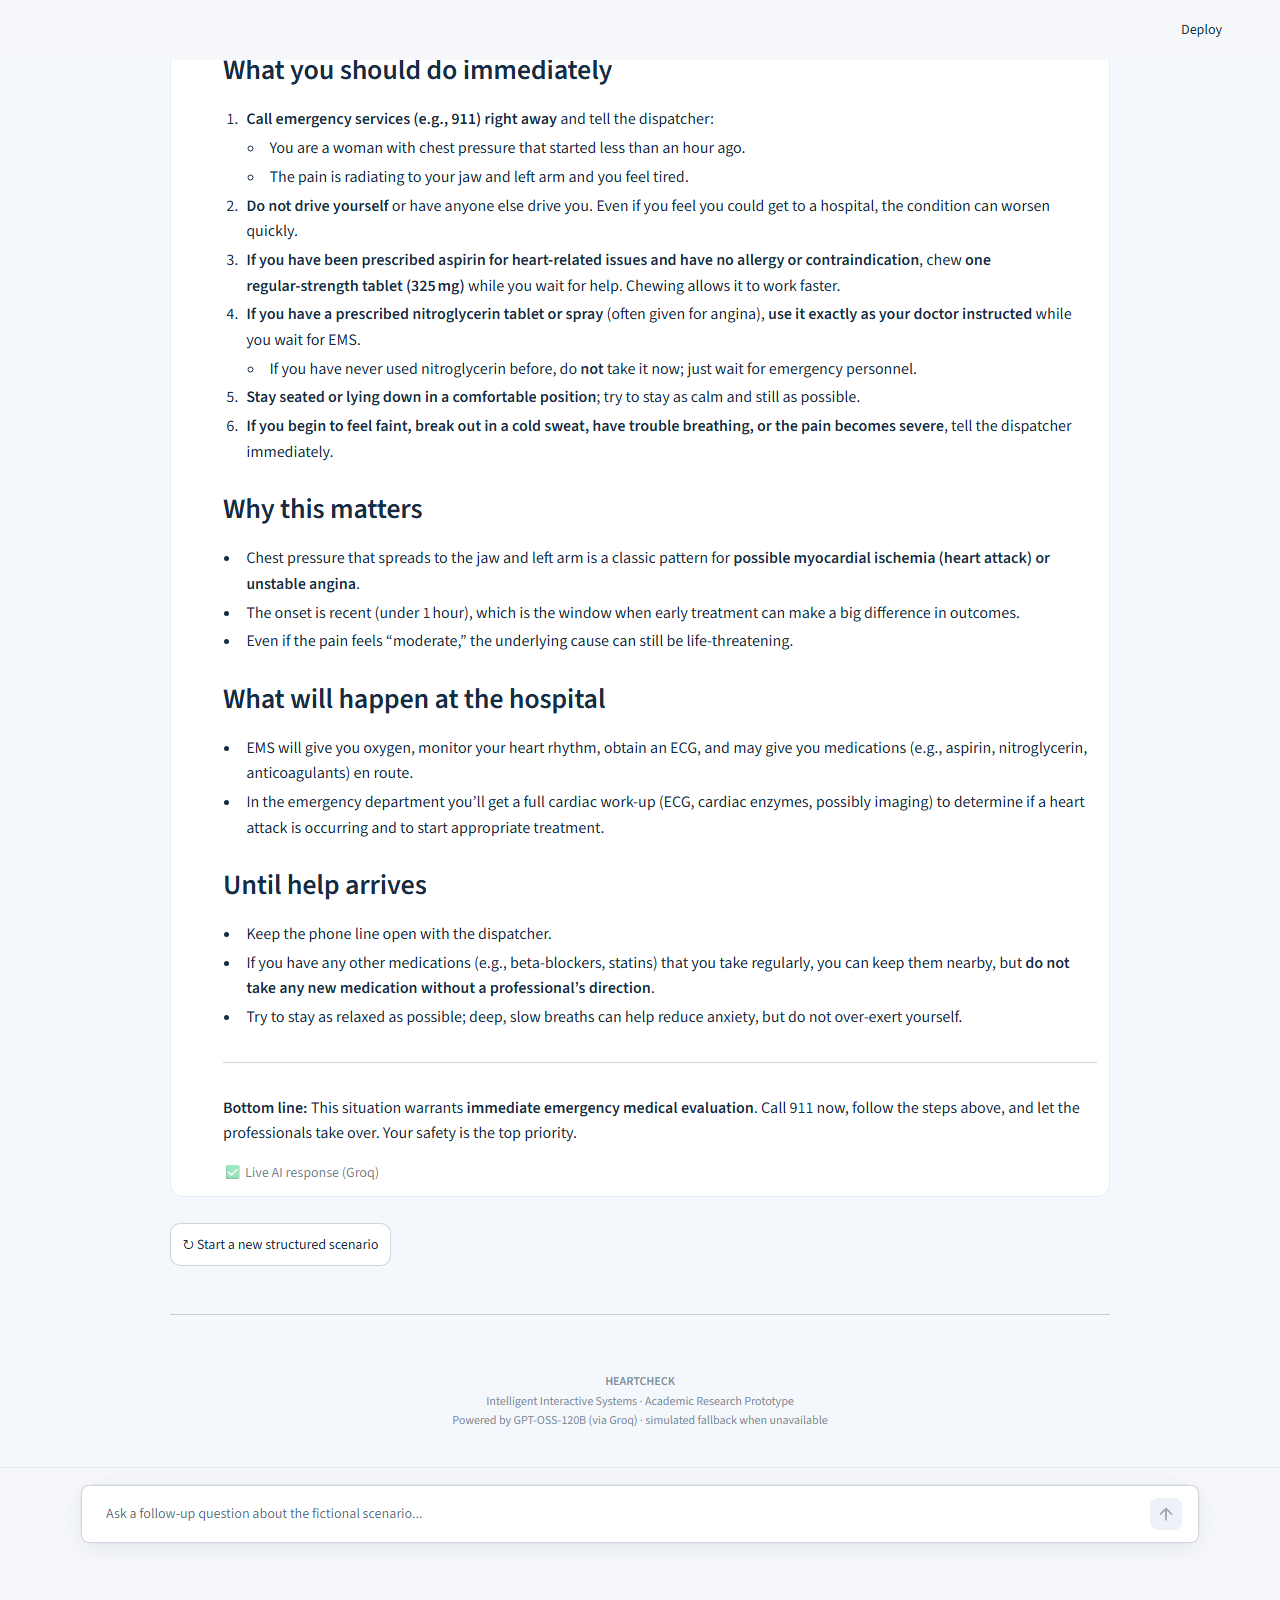 Deploy
What you should do immediately
1. Call emergency services (e.g., 911) right away and tell the dispatcher:
○ You are a woman with chest pressure that started less than an hour ago.
○ The pain is radiating to your jaw and left arm and you feel tired.
2. Do not drive yourself or have anyone else drive you. Even if you feel you could get to a hospital, the condition can worsen
quickly.
3. If you have been prescribed aspirin for heart-related issues and have no allergy or contraindication, chew one
regular-strength tablet (325 mg) while you wait for help. Chewing allows it to work faster.
4. If you have a prescribed nitroglycerin tablet or spray (often given for angina), use it exactly as your doctor instructed while
you wait for EMS.
○ If you have never used nitroglycerin before, do not take it now; just wait for emergency personnel.
5. Stay seated or lying down in a comfortable position; try to stay as calm and still as possible.
6. If you begin to feel faint, break out in a cold sweat, have trouble breathing, or the pain becomes severe, tell the dispatcher
immediately.
Why this matters
• Chest pressure that spreads to the jaw and left arm is a classic pattern for possible myocardial ischemia (heart attack) or
unstable angina.
• The onset is recent (under 1 hour), which is the window when early treatment can make a big difference in outcomes.
• Even if the pain feels “moderate,” the underlying cause can still be life-threatening.
What will happen at the hospital
• EMS will give you oxygen, monitor your heart rhythm, obtain an ECG, and may give you medications (e.g., aspirin, nitroglycerin,
anticoagulants) en route.
• In the emergency department you’ll get a full cardiac work-up (ECG, cardiac enzymes, possibly imaging) to determine if a heart
attack is occurring and to start appropriate treatment.
Until help arrives
• Keep the phone line open with the dispatcher.
• If you have any other medications (e.g., beta-blockers, statins) that you take regularly, you can keep them nearby, but do not
take any new medication without a professional’s direction.
• Try to stay as relaxed as possible; deep, slow breaths can help reduce anxiety, but do not over-exert yourself.
Bottom line: This situation warrants immediate emergency medical evaluation. Call 911 now, follow the steps above, and let the
professionals take over. Your safety is the top priority.
✅ Live AI response (Groq)
↻ Start a new structured scenario
HEARTCHECK
Intelligent Interactive Systems · Academic Research Prototype
Powered by GPT-OSS-120B (via Groq) · simulated fallback when unavailable
Ask a follow-up question about the fictional scenario...